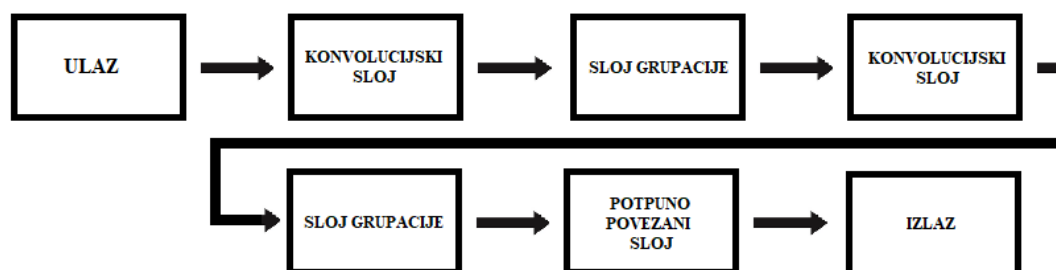 ULAZ
KONVOLUCIJSKI
SLOJ
SLOJ GRUPACIJE
KONVOLUCIJSKI
SLOJ
SLOJ GRUPACIJE
POTPUNO
POVEZANI
SLOJ
IZLAZ